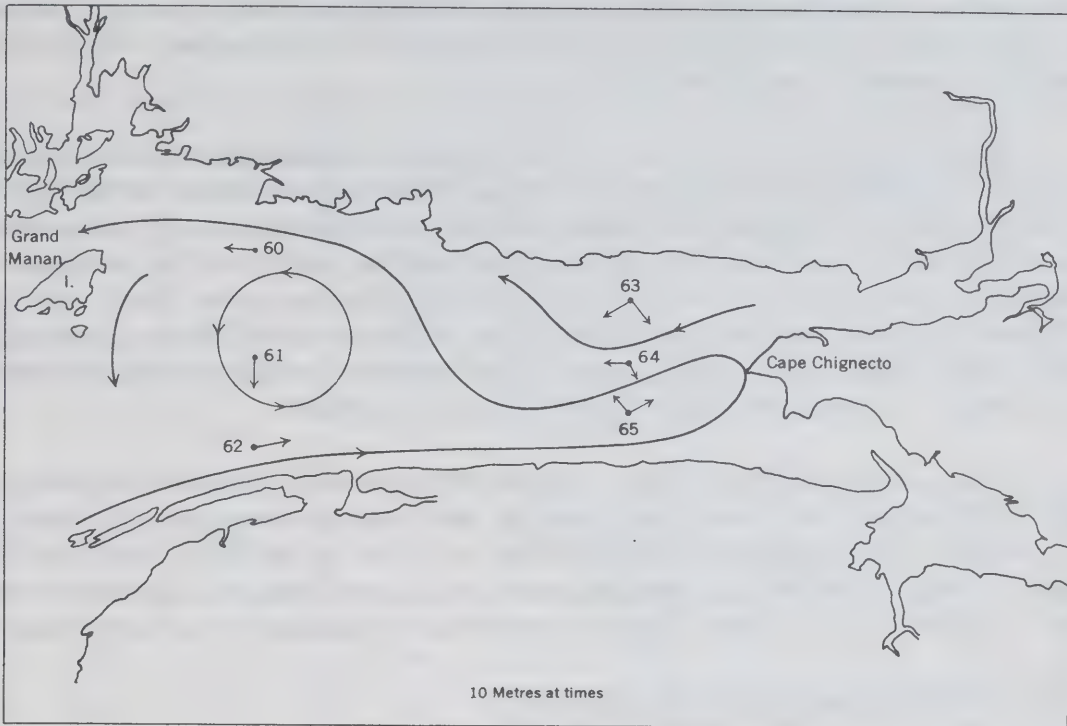 Grand
Manan
I.
60
61
62
63
64
65
Cape Chignecto
10 Metres at times